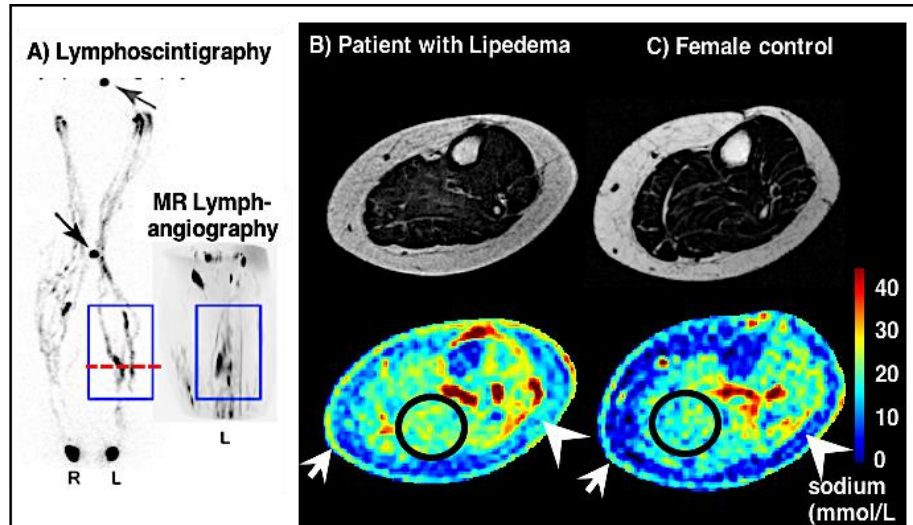 A) Lymphoscintigraphy
MR Lymph-
angiography
R
L
L
B) Patient with Lipedema
C) Female control
40
30
20
10
0
sodium
(mmol/L